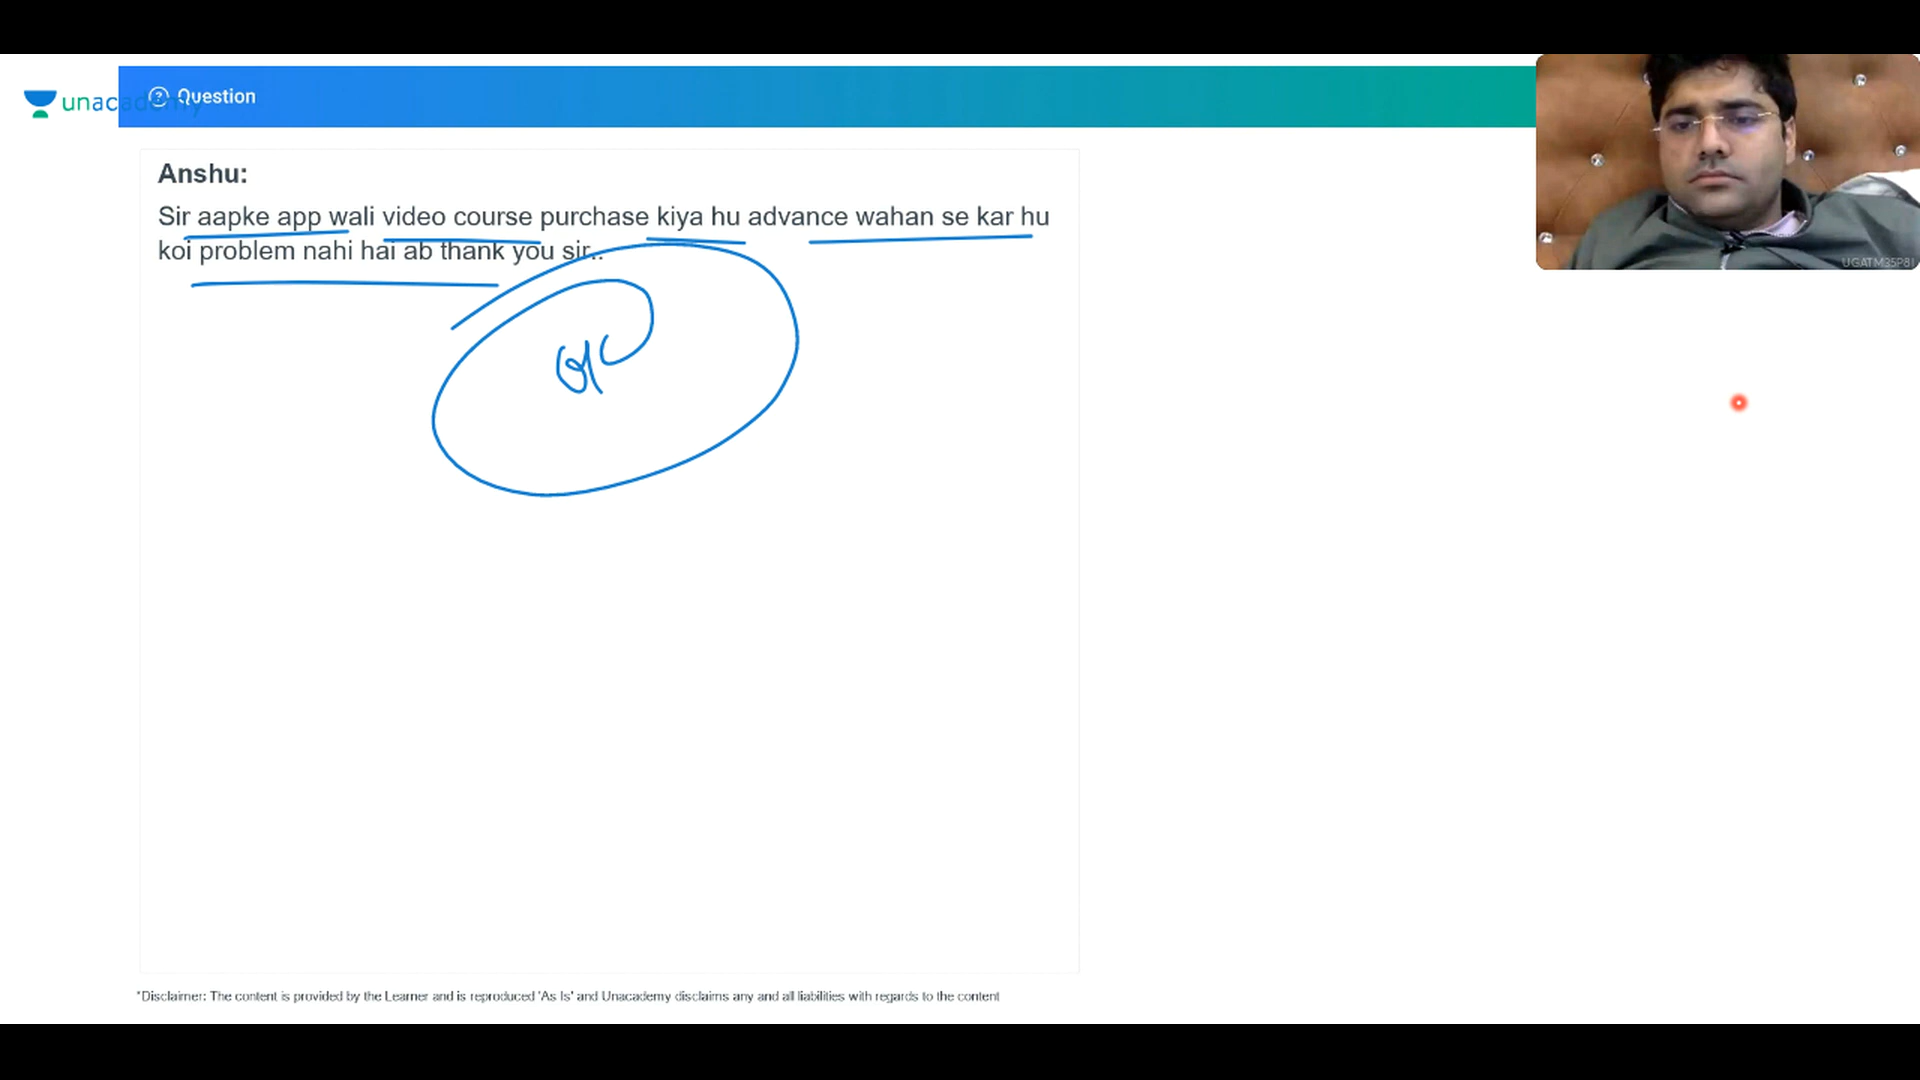 unacademy
Question
Anshu:
Sir aapke app wali video course purchase kiya hu advance wahan se kar hu
koi problem nahi hai ab thank you sir..
UGATM35P8I
*Disclaimer: The content is provided by the Learner and is reproduced 'As Is' and Unacademy disclaims any and all liabilities with regards to the content